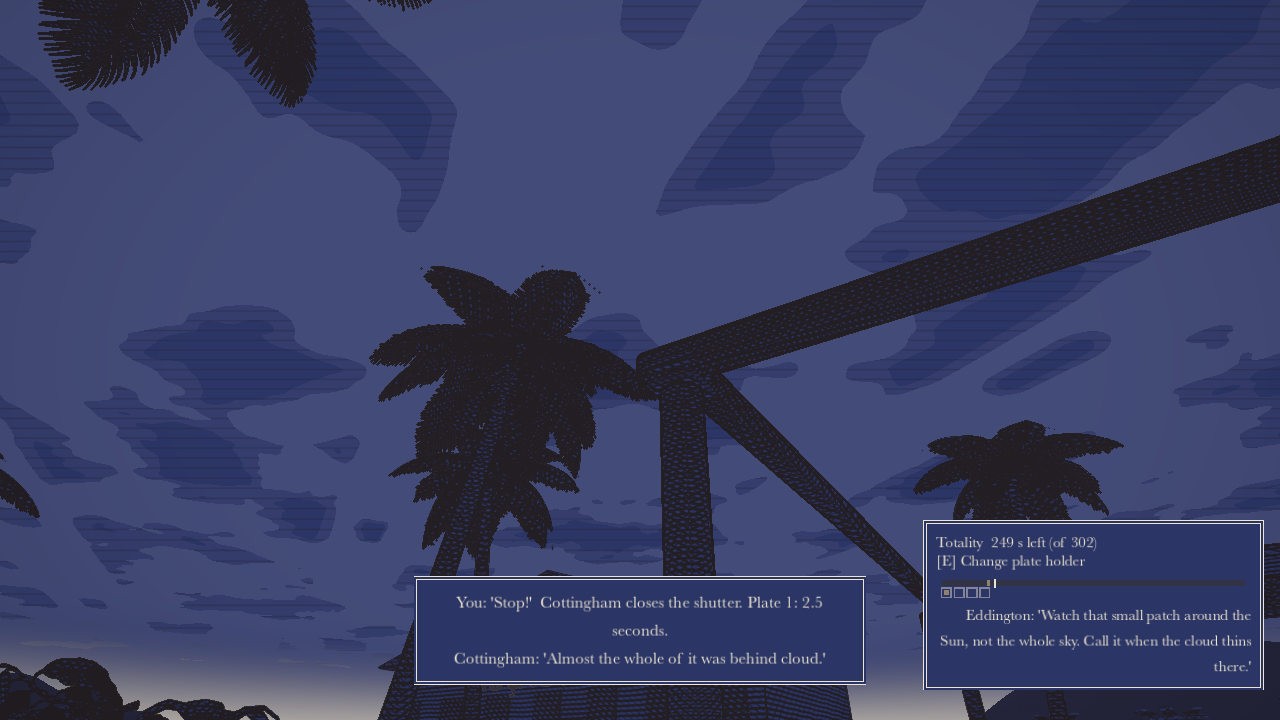 You: 'Stop!' Cottingham closes the shutter. Plate 1: 2.5
seconds.
Cottingham: 'Almost the whole of it was behind cloud.'
Totality 249 s left (of 302)
[E] Change plate holder
Eddington: 'Watch that small patch around the
Sun, not the whole sky. Call it when the cloud thins
there.'